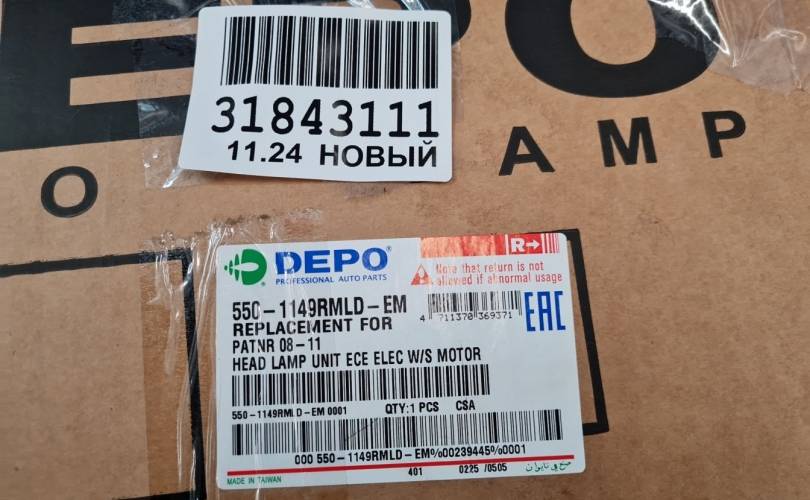 EPO
31843111
11.24 НОВЫЙ
O AMP
DEPO®
PROFESSIONAL AUTO PARTS
R→
Note that return is not
allowed if abnormal usage
550-1149RMLD-EM
4 711370 369371
EAC
REPLACEMENT FOR
PATNR 08-11
HEAD LAMP UNIT ECE ELEC W/S MOTOR
550-1149RMLD-EM 0001 QTY:1 PCS CSA
000 550-1149RMLD-EM%00239445%0001
401 0225 /0505
MADE IN TAIWAN